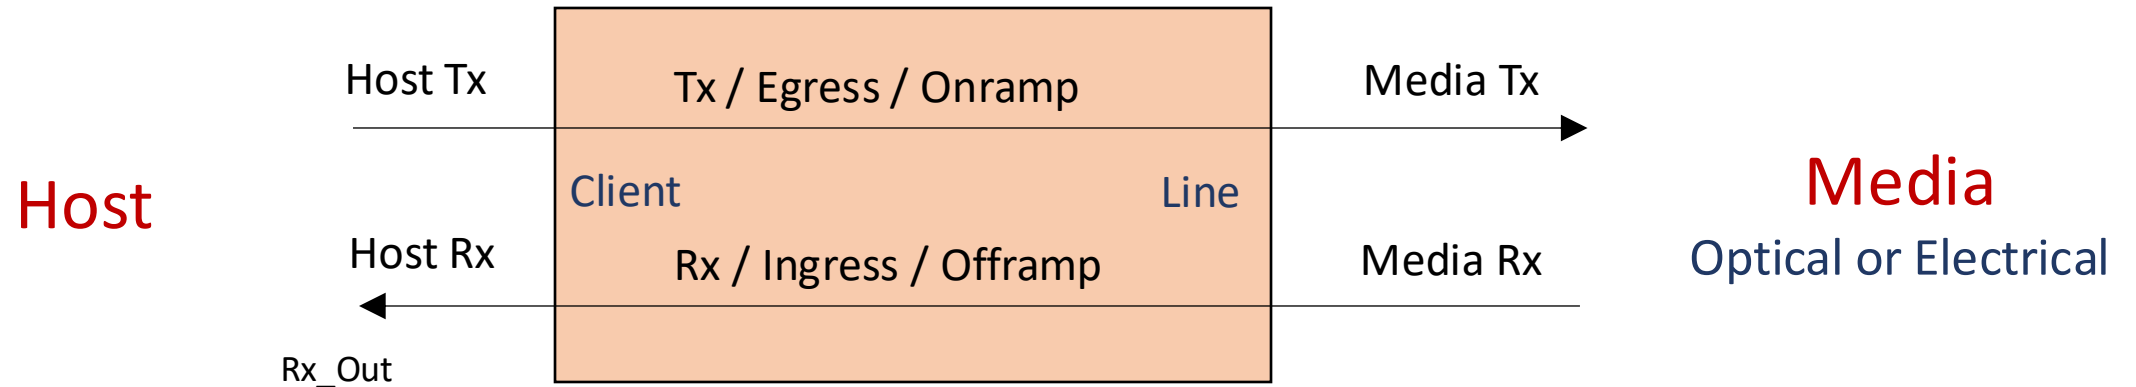 Host Tx
Tx / Egress / Onramp
Media Tx
Host
Client
Line
Media
Optical or Electrical
Host Rx
Rx / Ingress / Offramp
Media Rx
Rx_Out